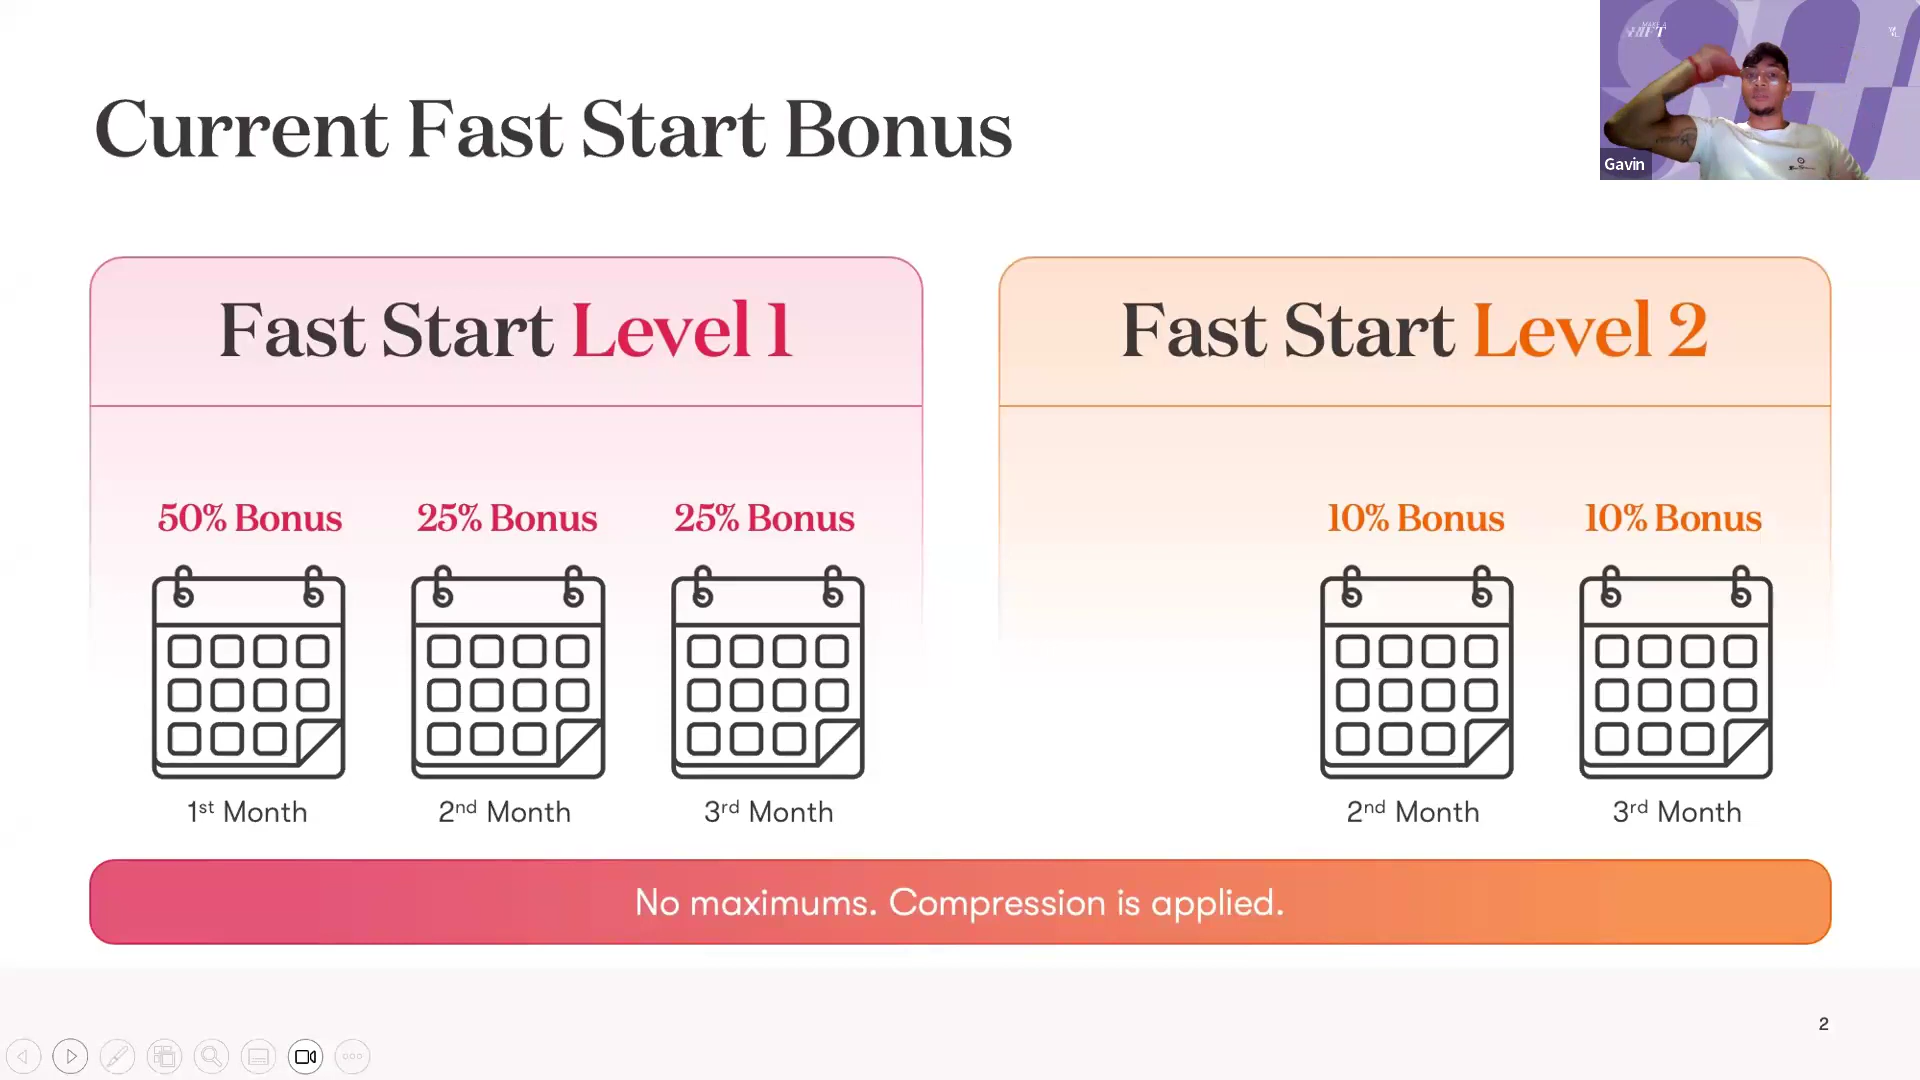 Current Fast Start Bonus
Gavin
Fast Start Level 1
50% Bonus
25% Bonus
25% Bonus
1st Month
2nd Month
3rd Month
Fast Start Level 2
10% Bonus
10% Bonus
2nd Month
3rd Month
No maximums. Compression is applied.
2